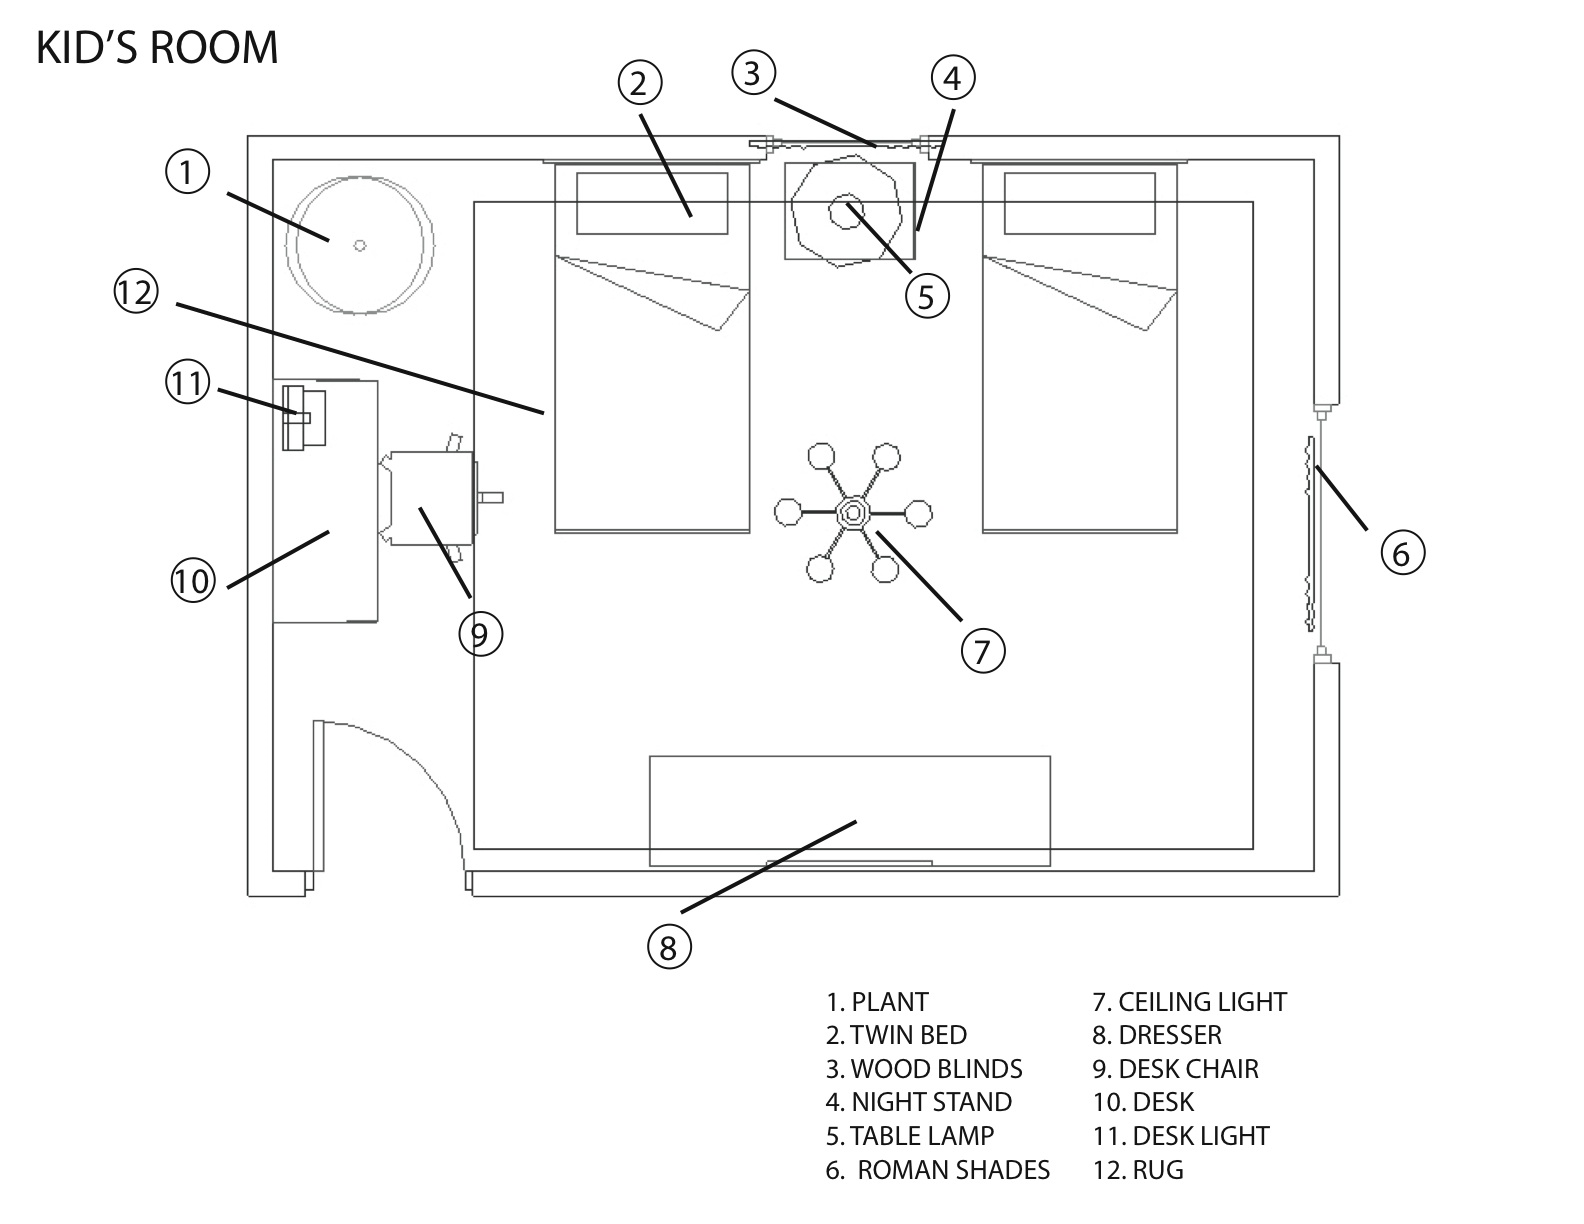 KID'S ROOM
3
4
2
1
12
5
11
6
10
9
7
8
1. PLANT
2. TWIN BED
3. WOOD BLINDS
4. NIGHT STAND
5. TABLE LAMP
6. ROMAN SHADES
7. CEILING LIGHT
8. DRESSER
9. DESK CHAIR
10. DESK
11. DESK LIGHT
12. RUG